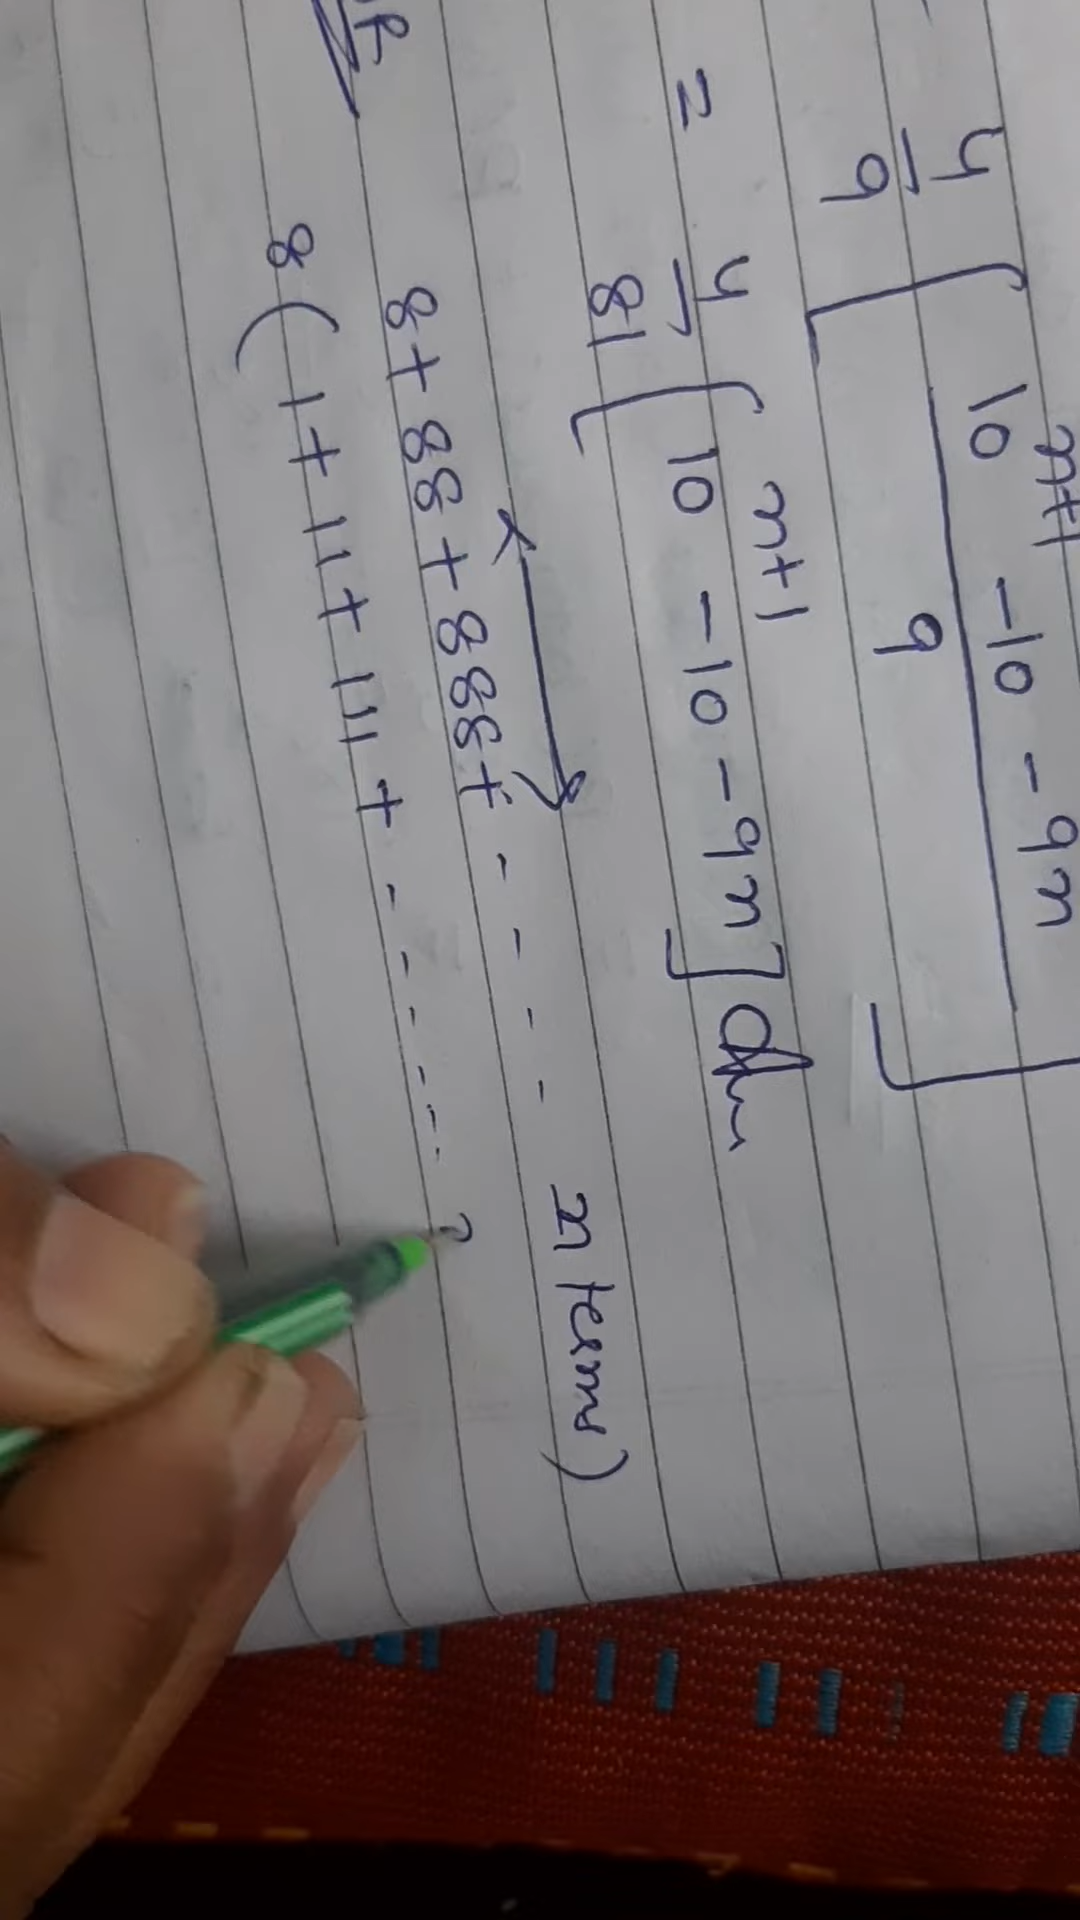 4/9 [ (10^(n+1) - 10 - 9n) / 9 ]
= 4/81 [ 10^(n+1) - 10 - 9n ]
8 + 88 + 888 + - - - - n terms)
8 ( 1 + 11 + 111 + - - - - - -